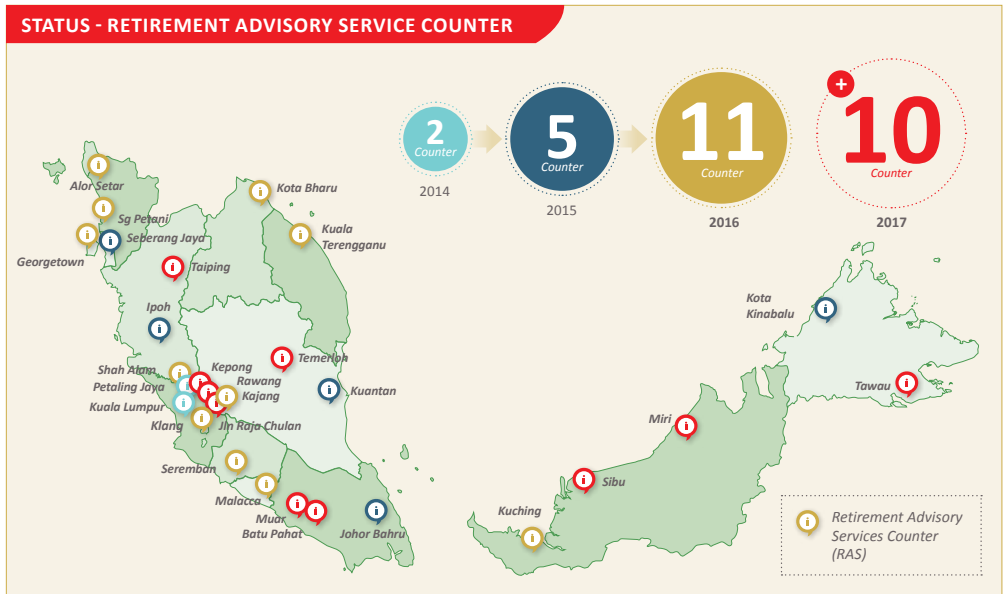 STATUS - RETIREMENT ADVISORY SERVICE COUNTER
2
Counter
2014
5
Counter
2015
11
Counter
2016
+
10
Counter
2017
Alor Setar
Kota Bharu
Sg Petani
Seberang Jaya
Kuala
Terengganu
Georgetown
Taiping
Ipoh
Kota
Kinabalu
Temerloh
Shah Alam
Kepong
Petaling Jaya
Rawang
Kuantan
Kajang
Tawau
Kuala Lumpur
Klang
Jln Raja Chulan
Miri
Seremban
Sibu
Malacca
Kuching
Muar
Batu Pahat
Johor Bahru
Retirement Advisory
Services Counter
(RAS)